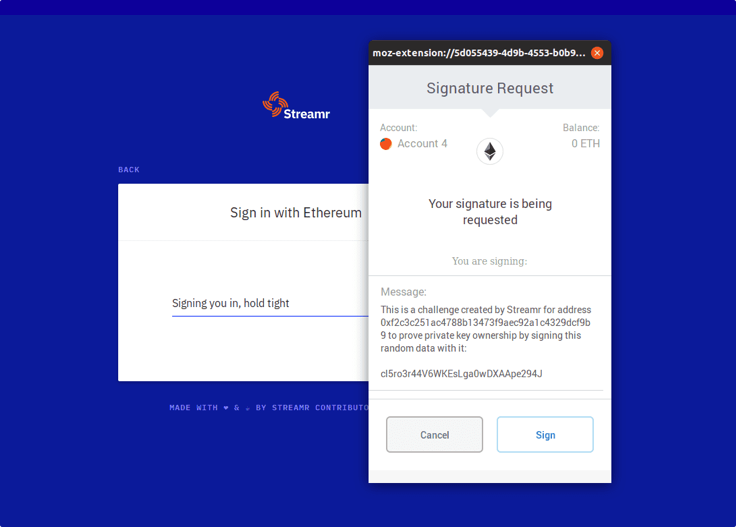 Streamr
BACK
Sign in with Ethereum
Signing you in, hold tight
MADE WITH ❤ & BY STREAMR CONTRIBUTO
moz-extension://5d055439-4d9b-4553-b0b9...
Signature Request
Account:
Account 4
Balance:
0 ETH
Your signature is being
requested
You are signing:
Message:
This is a challenge created by Streamr for address
0xf2c3c251ac4788b13473f9aec92a1c4329dcf9b
9 to prove private key ownership by signing this
random data with it:
cI5ro3r44V6WKEsLga0wDXAApe294J
Cancel
Sign